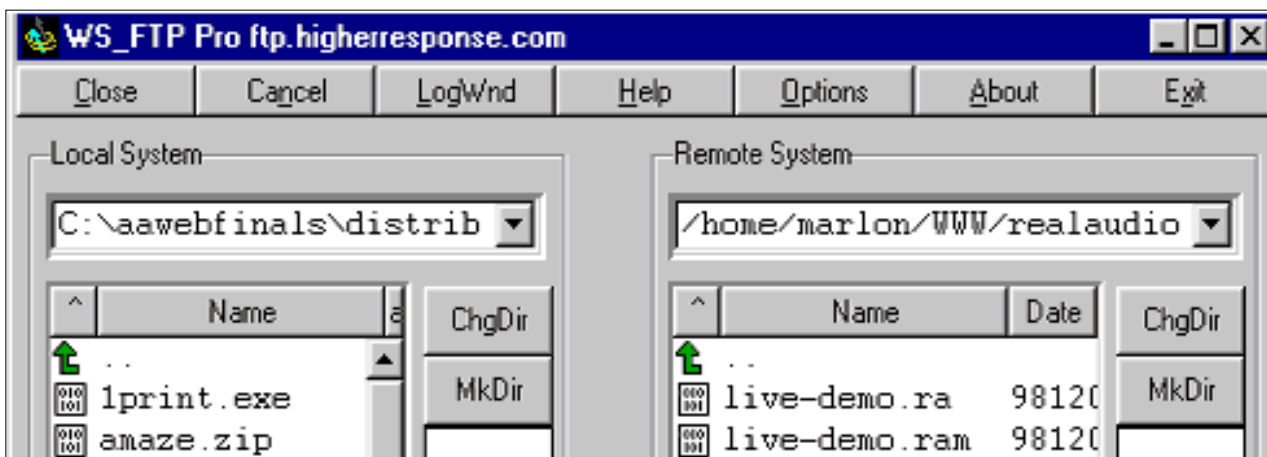 WS_FTP Pro ftp.higherresponse.com
Close Cancel LogWnd Help Options About Exit
Local System
C:\aawebfinals\distrib
^ Name
ChgDir
..
MkDir
1print.exe
amaze.zip
Remote System
/home/marlon/WWW/realaudio
^ Name Date
ChgDir
..
MkDir
live-demo.ra 98120
live-demo.ram 98120